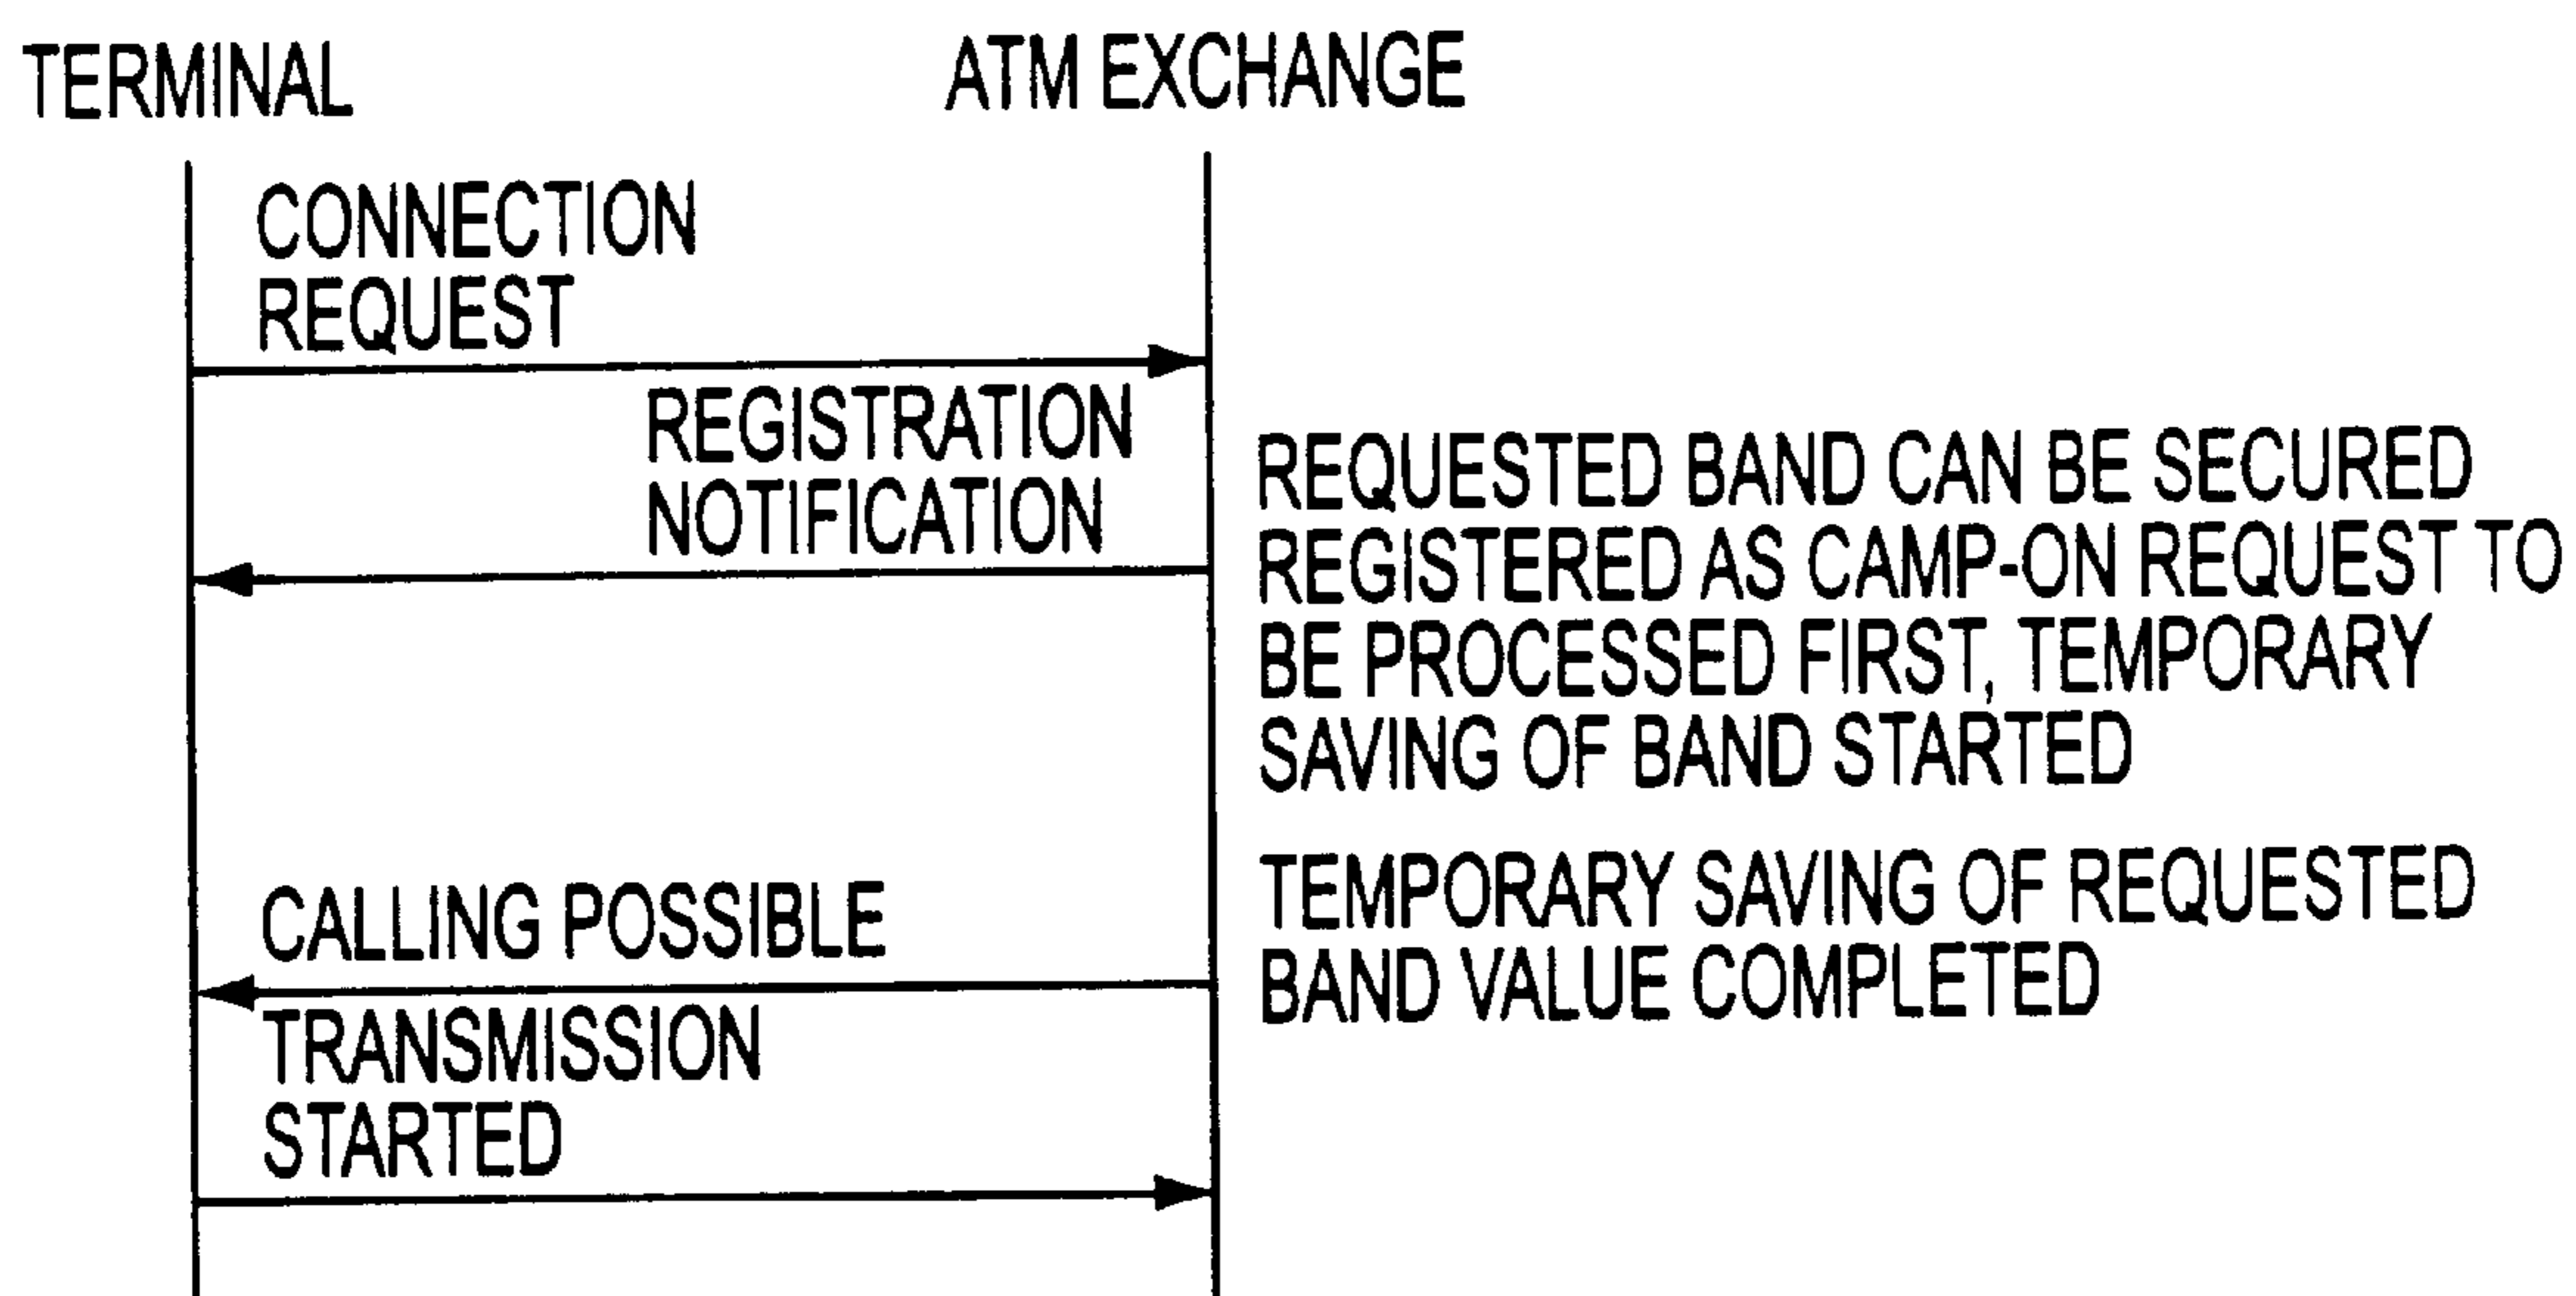 TERMINAL
ATM EXCHANGE
CONNECTION
REQUEST
REGISTRATION
NOTIFICATION
REQUESTED BAND CAN BE SECURED
REGISTERED AS CAMP-ON REQUEST TO
BE PROCESSED FIRST, TEMPORARY
SAVING OF BAND STARTED
CALLING POSSIBLE
TEMPORARY SAVING OF REQUESTED
BAND VALUE COMPLETED
TRANSMISSION
STARTED